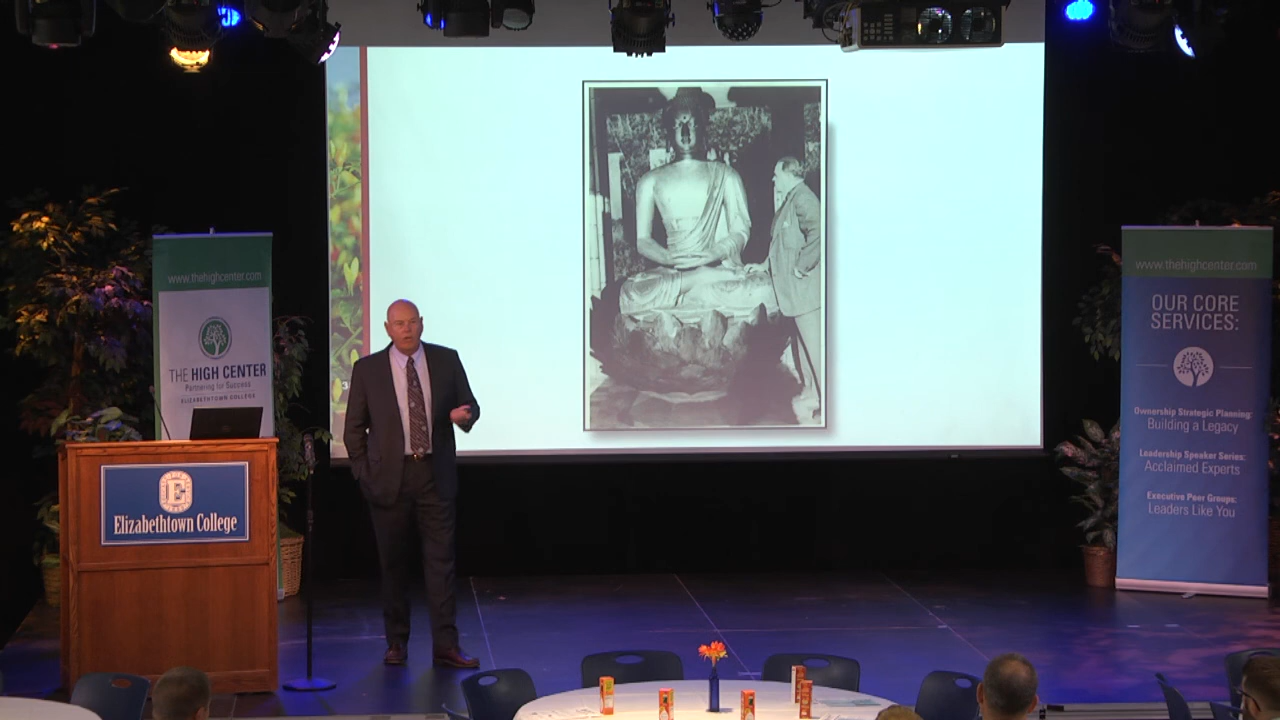 www.thehighcenter.com
THE HIGH CENTER
Partnering for Success
ELIZABETHTOWN COLLEGE
E
Elizabethtown College
www.thehighcenter.com
OUR CORE
SERVICES:
Ownership Strategic Planning:
Building a Legacy
Leadership Speaker Series:
Acclaimed Experts
Executive Peer Groups:
Leaders Like You